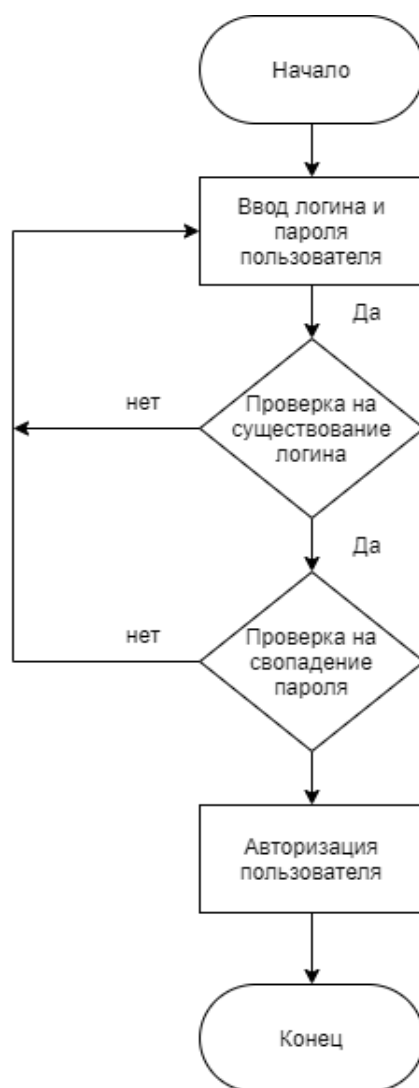 Начало
Ввод логина и
пароля
пользователя
Да
нет
Проверка на
существование
логина
Да
нет
Проверка на
свопадение
пароля
Авторизация
пользователя
Конец